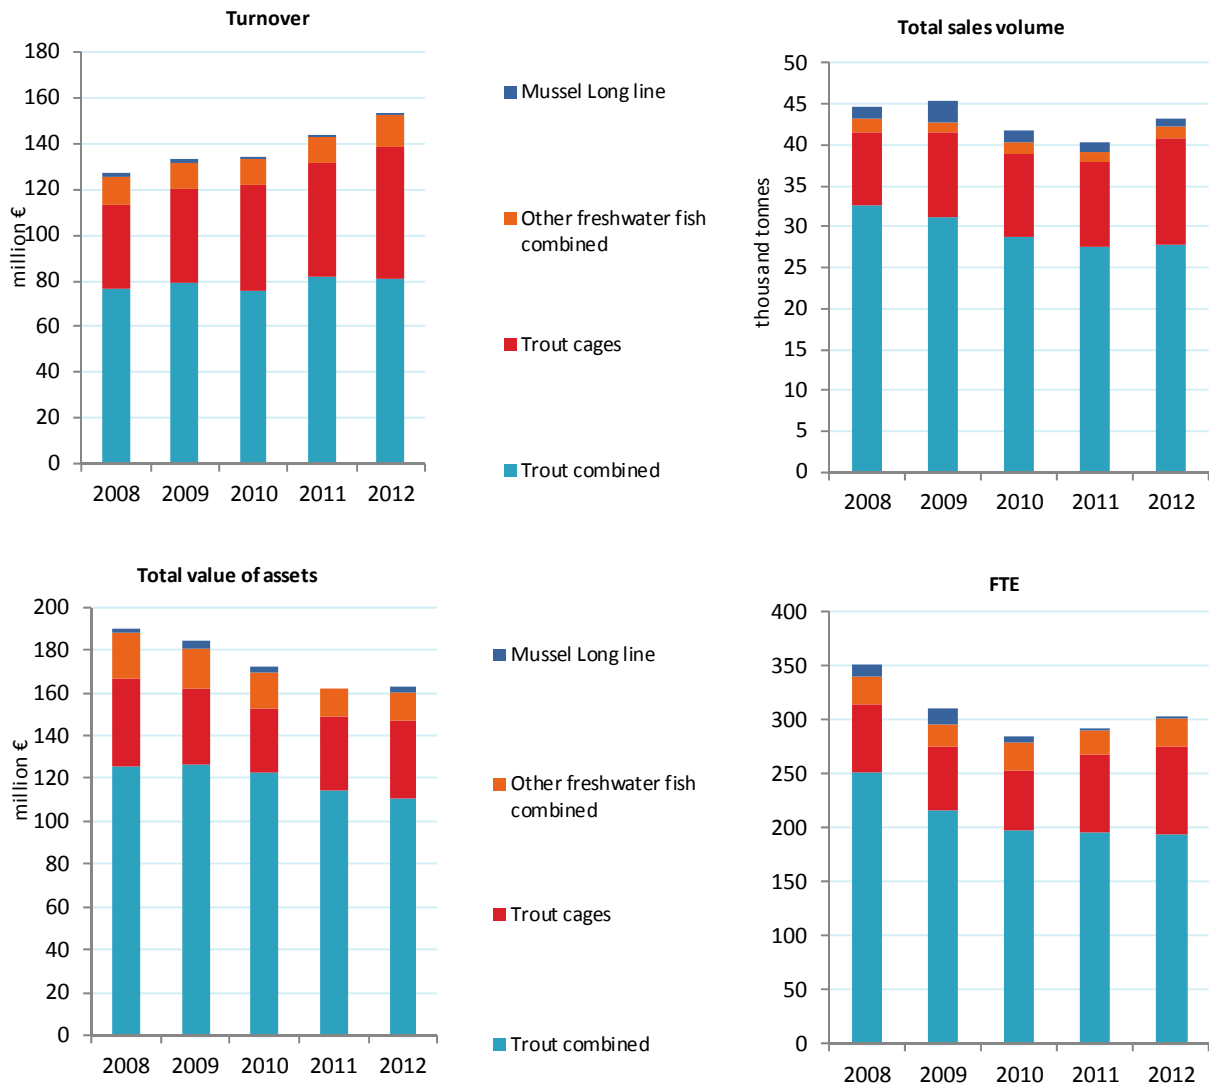 Turnover
180
160
140
120
100
80
60
40
20
0
million €
2008 2009 2010 2011 2012
Mussel Long line
Other freshwater fish
combined
Trout cages
Trout combined
Total sales volume
50
45
40
35
30
25
20
15
10
5
0
thousand tonnes
2008 2009 2010 2011 2012
Total value of assets
200
180
160
140
120
100
80
60
40
20
0
million €
2008 2009 2010 2011 2012
Mussel Long line
Other freshwater fish
combined
Trout cages
Trout combined
FTE
400
350
300
250
200
150
100
50
0
2008 2009 2010 2011 2012